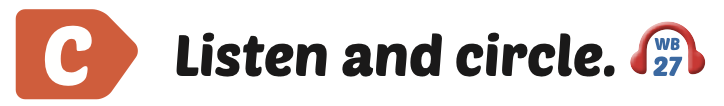 C Listen and circle. WB
27